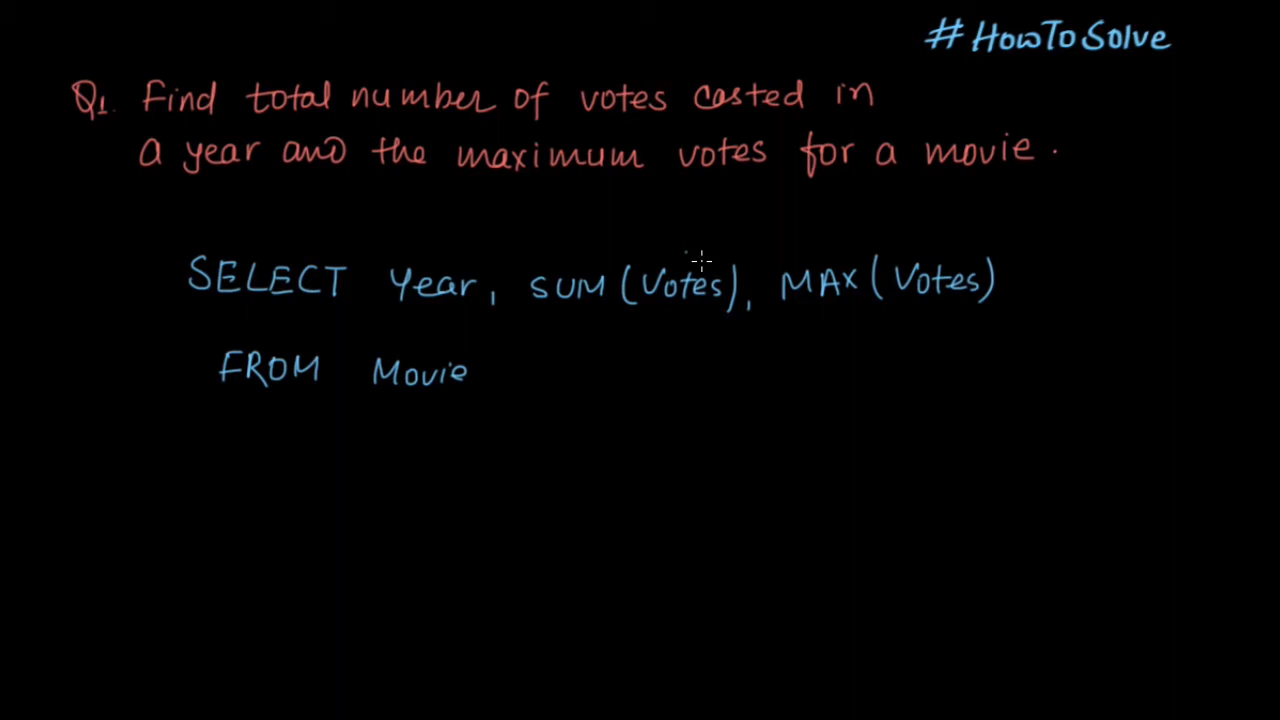 #HowToSolve
Q1. Find total number of votes casted in
a year and the maximum votes for a movie.
SELECT Year, SUM(Votes), MAX(Votes)
FROM Movie